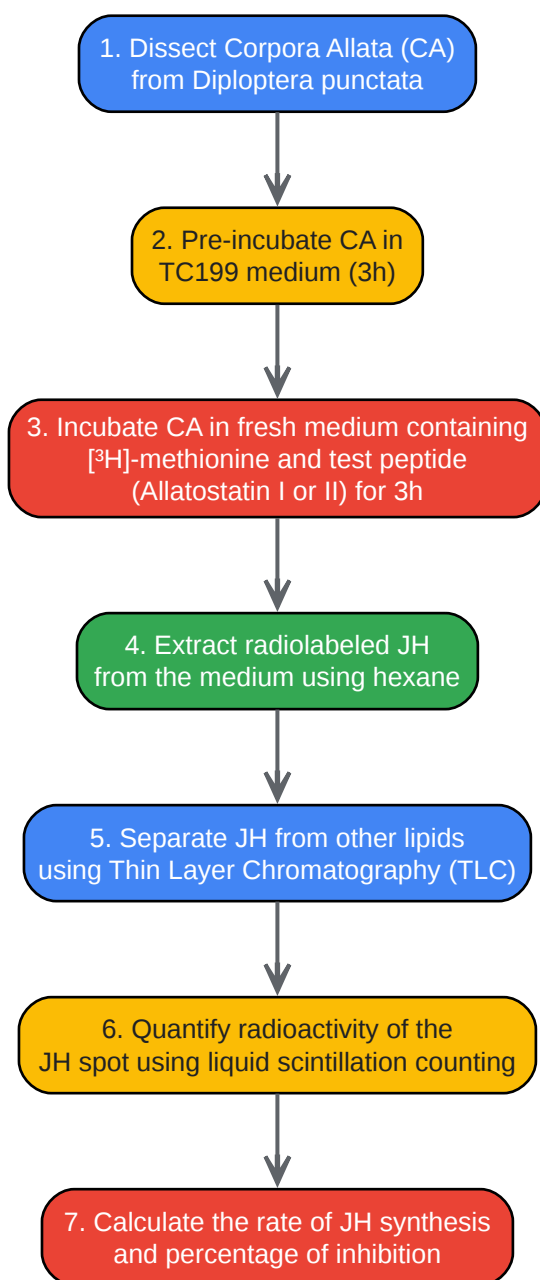 1. Dissect Corpora Allata (CA)
from Diploptera punctata
2. Pre-incubate CA in
TC199 medium (3h)
3. Incubate CA in fresh medium containing
[³H]-methionine and test peptide
(Allatostatin I or II) for 3h
4. Extract radiolabeled JH
from the medium using hexane
5. Separate JH from other lipids
using Thin Layer Chromatography (TLC)
6. Quantify radioactivity of the
JH spot using liquid scintillation counting
7. Calculate the rate of JH synthesis
and percentage of inhibition